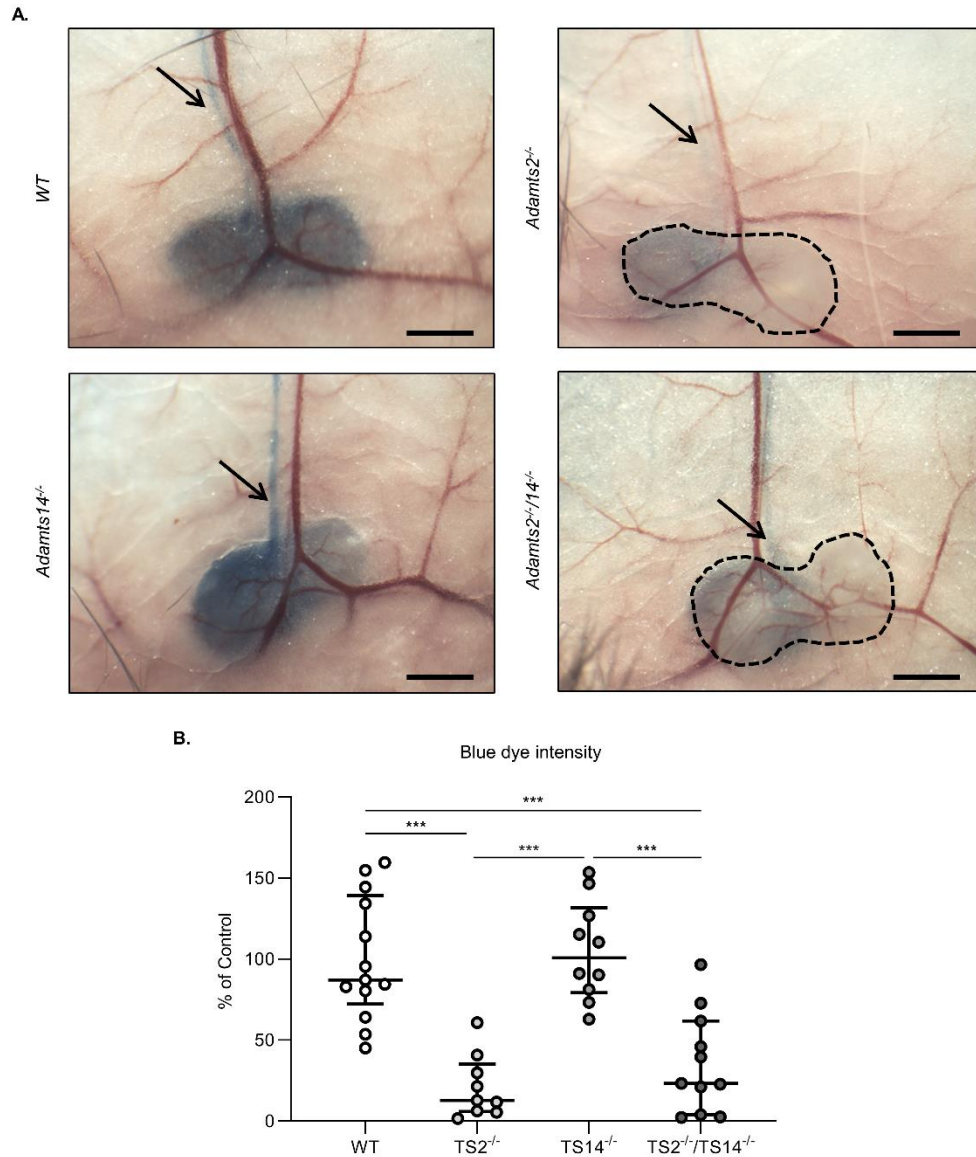 A.
WT
Adamts2-/-
Adamts14-/-
Adamts2-/-/14-/-
B.
Blue dye intensity
***
***
***
***
200
150
100
50
0
% of Control
WT
TS2-/-
TS14-/-
TS2-/-/TS14-/-